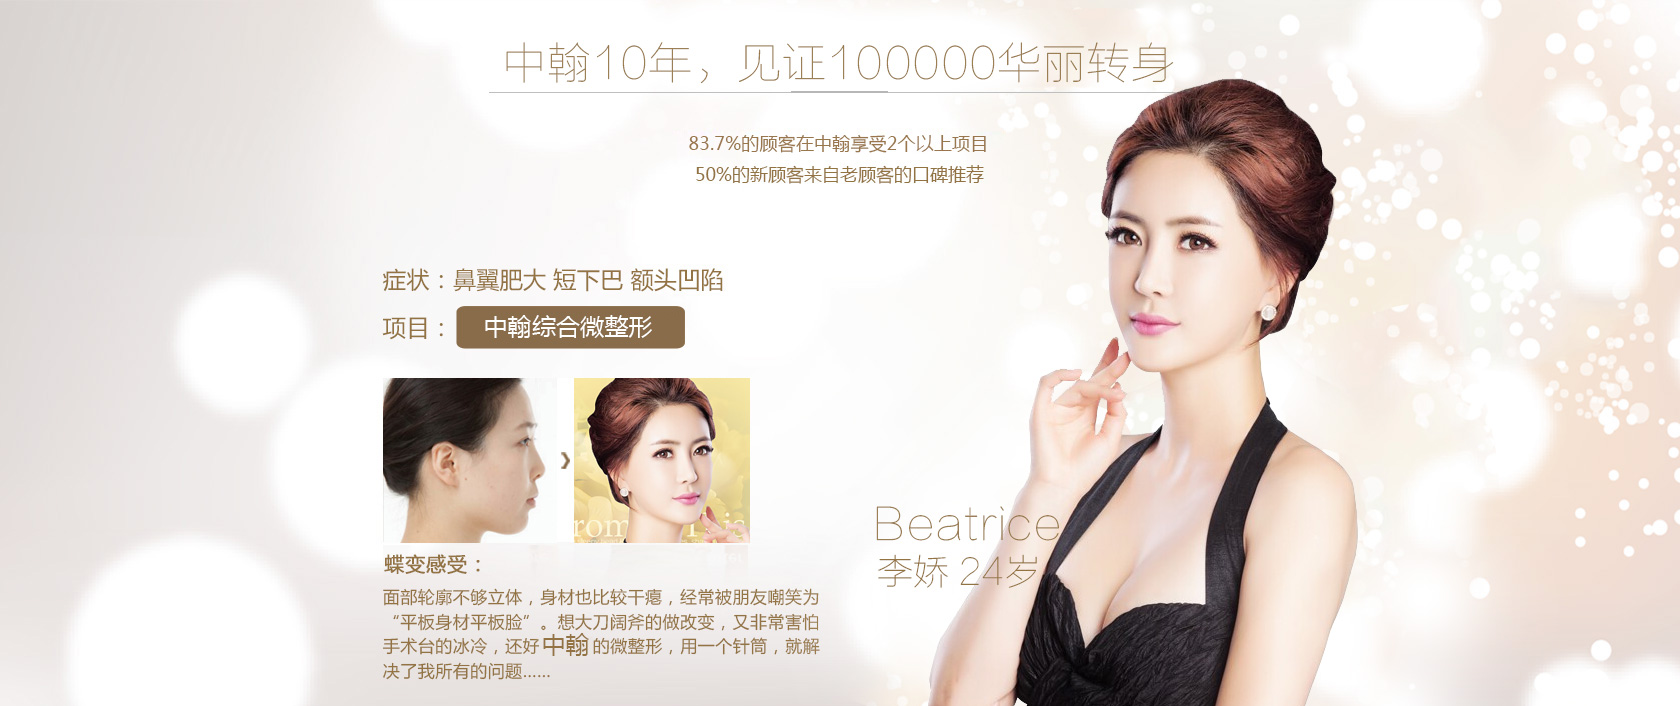 中翰10年，见证100000华丽转身
83.7%的顾客在中翰享受2个以上项目
50%的新顾客来自老顾客的口碑推荐
症状：鼻翼肥大 短下巴 额头凹陷
项目：中翰综合微整形
蝶变感受：
面部轮廓不够立体，身材也比较干瘪，经常被朋友嘲笑为
“平板身材平板脸”。想大刀阔斧的做改变，又非常害怕
手术台的冰冷，还好中翰的微整形，用一个针筒，就解
决了我所有的问题......
Beatrìce
李娇 24岁